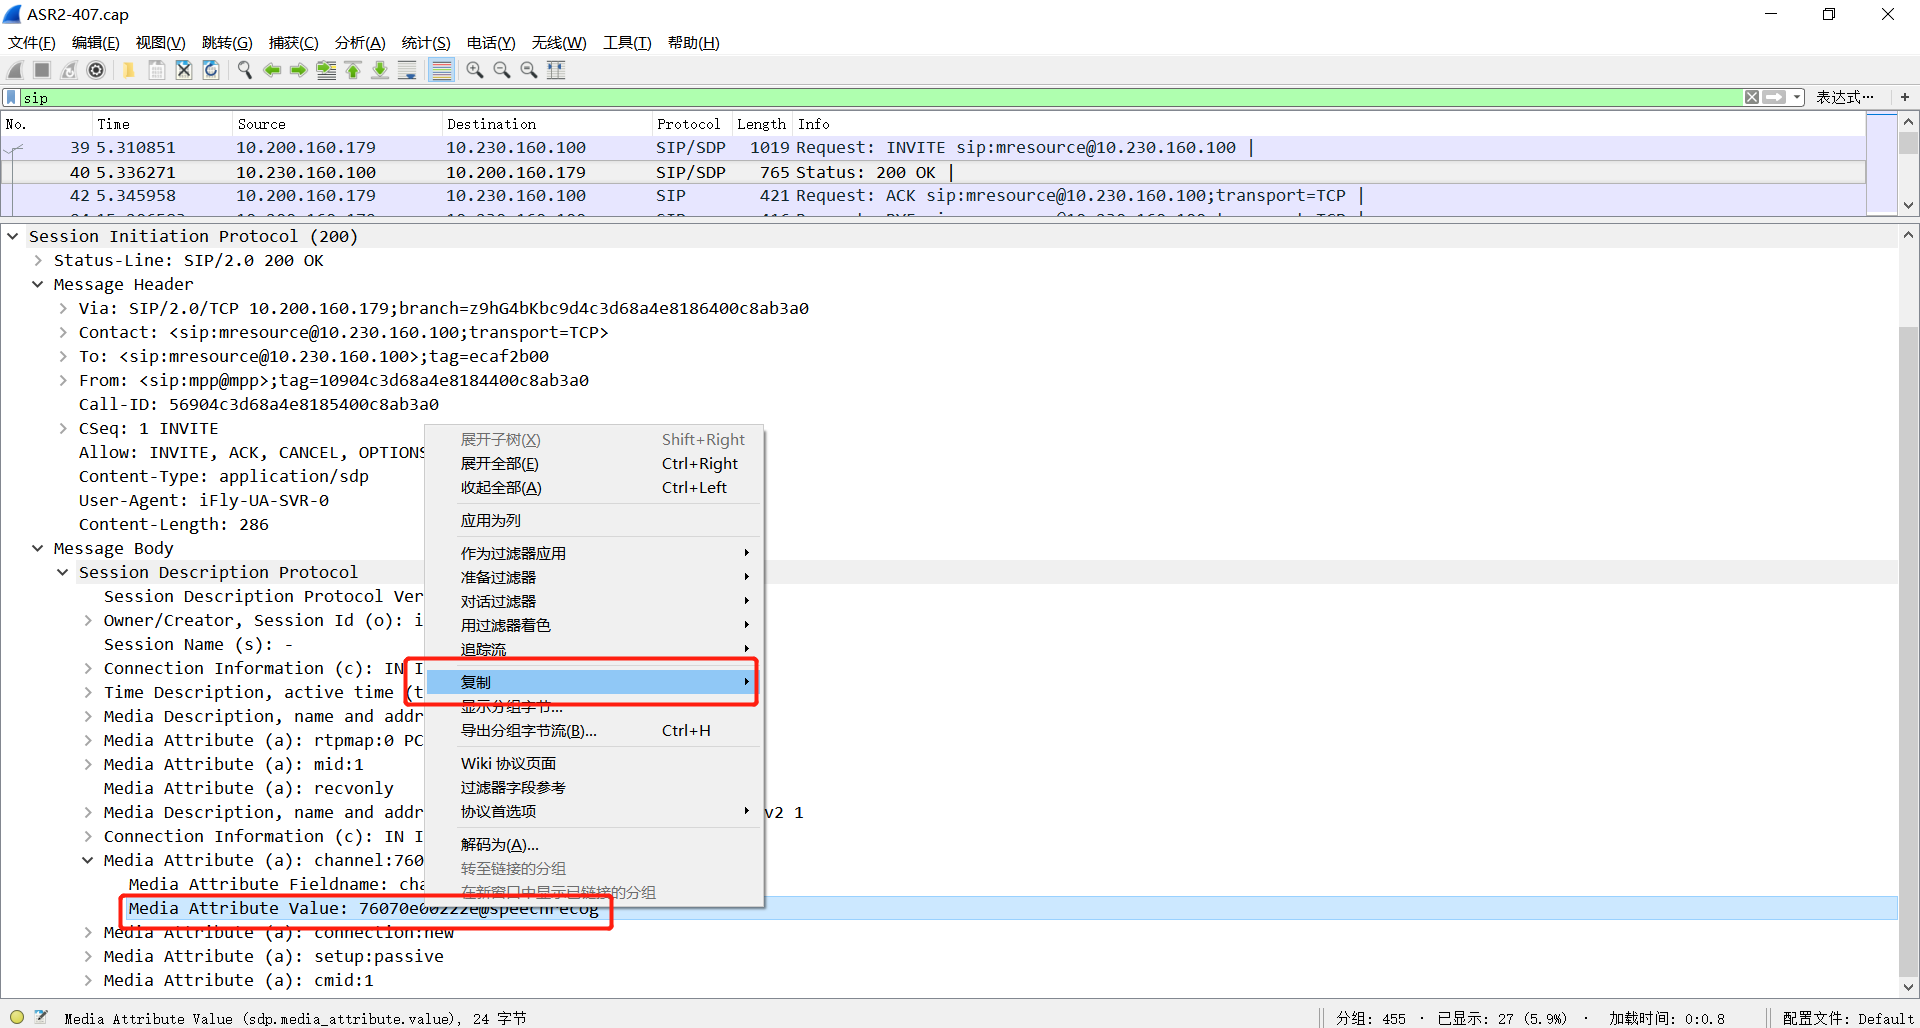 ASR2-407.cap
文件(F) 编辑(E) 视图(V) 跳转(G) 捕获(C) 分析(A) 统计(S) 电话(Y) 无线(W) 工具(T) 帮助(H)
sip 表达式… +
No. Time Source Destination Protocol Length Info
39 5.310851 10.200.160.179 10.230.160.100 SIP/SDP 1019 Request: INVITE sip:mresource@10.230.160.100 |
40 5.336271 10.230.160.100 10.200.160.179 SIP/SDP 765 Status: 200 OK |
42 5.345958 10.200.160.179 10.230.160.100 SIP 421 Request: ACK sip:mresource@10.230.160.100;transport=TCP |
Session Initiation Protocol (200)
Status-Line: SIP/2.0 200 OK
Message Header
Via: SIP/2.0/TCP 10.200.160.179;branch=z9hG4bKbc9d4c3d68a4e8186400c8ab3a0
Contact: <sip:mresource@10.230.160.100;transport=TCP>
To: <sip:mresource@10.230.160.100>;tag=ecaf2b00
From: <sip:mpp@mpp>;tag=10904c3d68a4e8184400c8ab3a0
Call-ID: 56904c3d68a4e8185400c8ab3a0
CSeq: 1 INVITE
Allow: INVITE, ACK, CANCEL, OPTIONS
Content-Type: application/sdp
User-Agent: iFly-UA-SVR-0
Content-Length: 286
Message Body
Session Description Protocol
Session Description Protocol Ver
Owner/Creator, Session Id (o): i
Session Name (s): -
Connection Information (c): IN I
Time Description, active time (t
Media Description, name and addr
Media Attribute (a): rtpmap:0 PC
Media Attribute (a): mid:1
Media Attribute (a): recvonly
Media Description, name and addr v2 1
Connection Information (c): IN I
Media Attribute (a): channel:760
Media Attribute Fieldname: cha
Media Attribute Value: 76070e00222e@speechrecog
Media Attribute (a): connection:new
Media Attribute (a): setup:passive
Media Attribute (a): cmid:1
展开子树(X) Shift+Right
展开全部(E) Ctrl+Right
收起全部(A) Ctrl+Left
应用为列
作为过滤器应用
准备过滤器
对话过滤器
用过滤器着色
追踪流
复制
显示分组字节...
导出分组字节流(B)... Ctrl+H
Wiki 协议页面
过滤器字段参考
协议首选项
解码为(A)...
转至链接的分组
在新窗口中显示已链接的分组
Media Attribute Value (sdp.media_attribute.value), 24 字节 分组: 455 · 已显示: 27 (5.9%) · 加载时间: 0:0.8 配置文件: Default